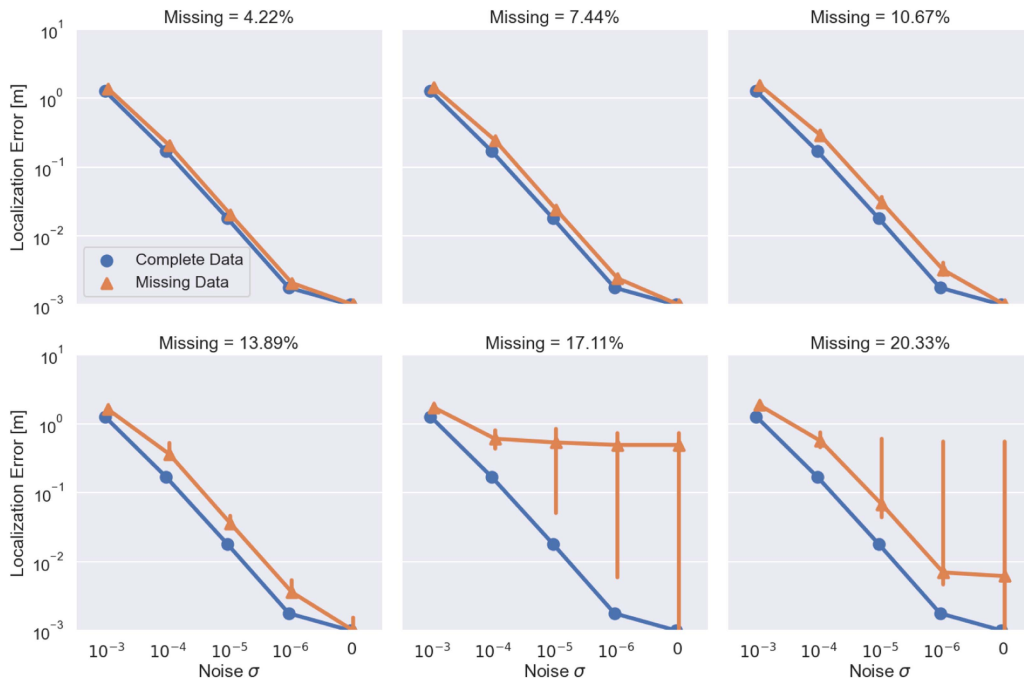 Missing = 4.22%
Missing = 7.44%
Missing = 10.67%
Localization Error [m]
10^1
10^0
10^−1
10^−2
10^−3
Complete Data
Missing Data
Missing = 13.89%
Missing = 17.11%
Missing = 20.33%
Localization Error [m]
10^1
10^0
10^−1
10^−2
10^−3
10^−3 10^−4 10^−5 10^−6 0
10^−3 10^−4 10^−5 10^−6 0
10^−3 10^−4 10^−5 10^−6 0
Noise σ
Noise σ
Noise σ